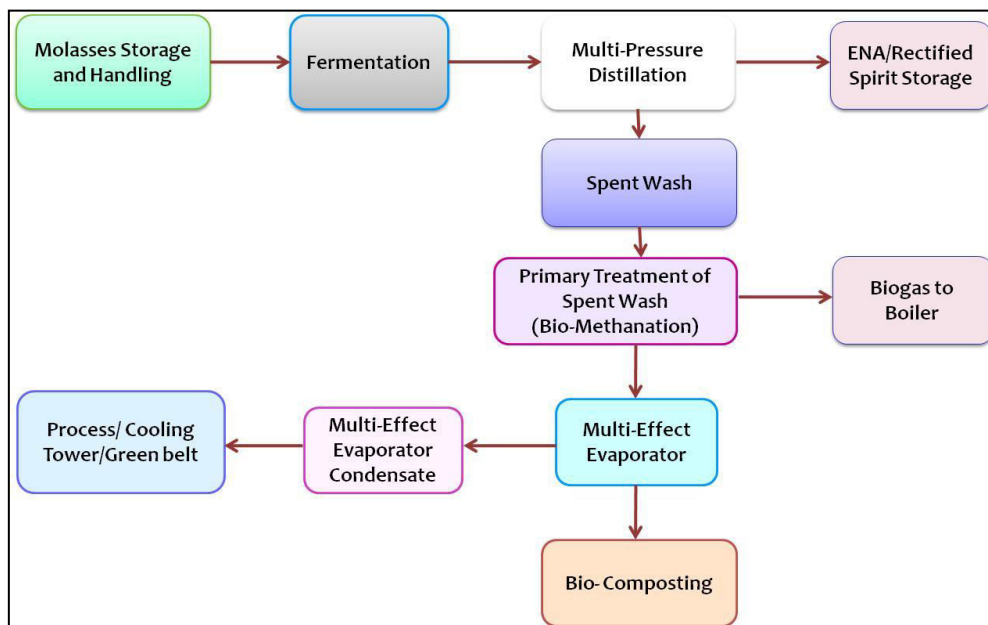 Molasses Storage
and Handling
Fermentation
Multi-Pressure
Distillation
ENA/Rectified
Spirit Storage
Spent Wash
Primary Treatment of
Spent Wash
(Bio-Methanation)
Biogas to
Boiler
Process/ Cooling
Tower/Green belt
Multi-Effect
Evaporator
Condensate
Multi-Effect
Evaporator
Bio- Composting